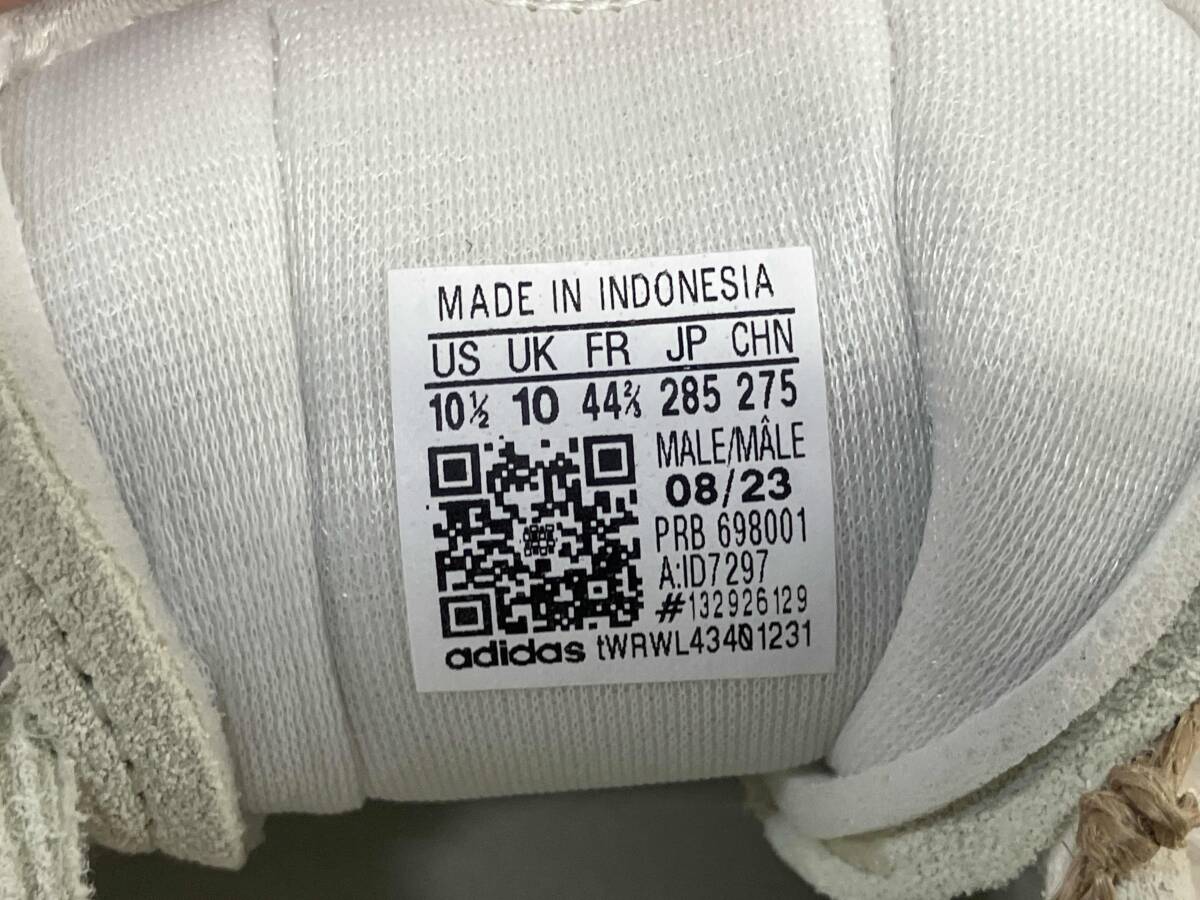 MADE IN INDONESIA
US UK FR JP CHN
10½ 10 44⅔ 285 275
MALE/MÂLE
08/23
PRB 698001
A:ID7297
#132926129
adidas tWRWL43401231